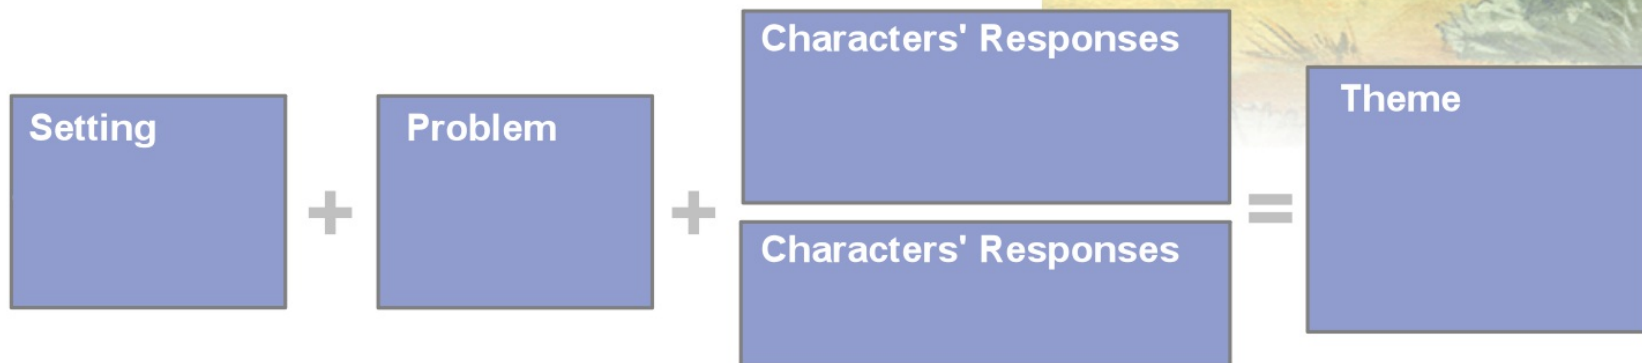 Setting
+
Problem
+
Characters' Responses
Characters' Responses
=
Theme